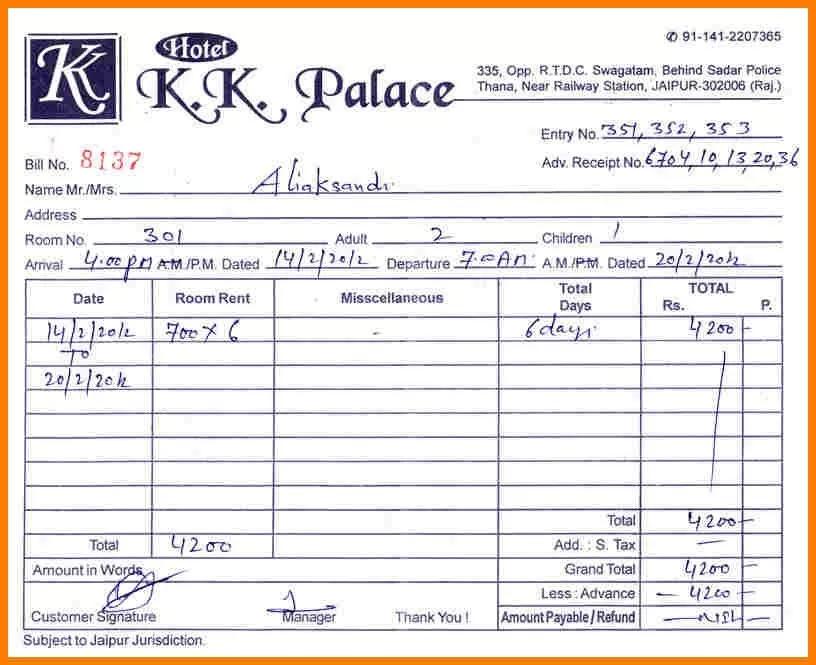 KK
Hotel
K.K. Palace
✆ 91-141-2207365
335, Opp. R.T.D.C. Swagatam, Behind Sadar Police
Thana, Near Railway Station, JAIPUR-302006 (Raj.)
Entry No. 351, 352, 353
Bill No. 8137
Adv. Receipt No. 6704, 10, 13, 20, 36
Name Mr./Mrs. Aliaksandr
Address
Room No. 301 Adult 2 Children 1
Arrival 4.00 pm A.M./P.M. Dated 14/2/2012 Departure 7.0 Am. A.M./P.M. Dated 20/2/2012
Date Room Rent Misscellaneous Total Days TOTAL Rs. P.
14/2/2012 700 X 6 - 6 days 4200 -
TO
20/2/2012
Total 4200 -
Total 4200 Add. : S. Tax —
Amount in Words Grand Total 4200 -
Less : Advance — 4200 -
Customer Signature Manager Thank You ! Amount Payable / Refund — NIL —
Subject to Jaipur Jurisdiction.